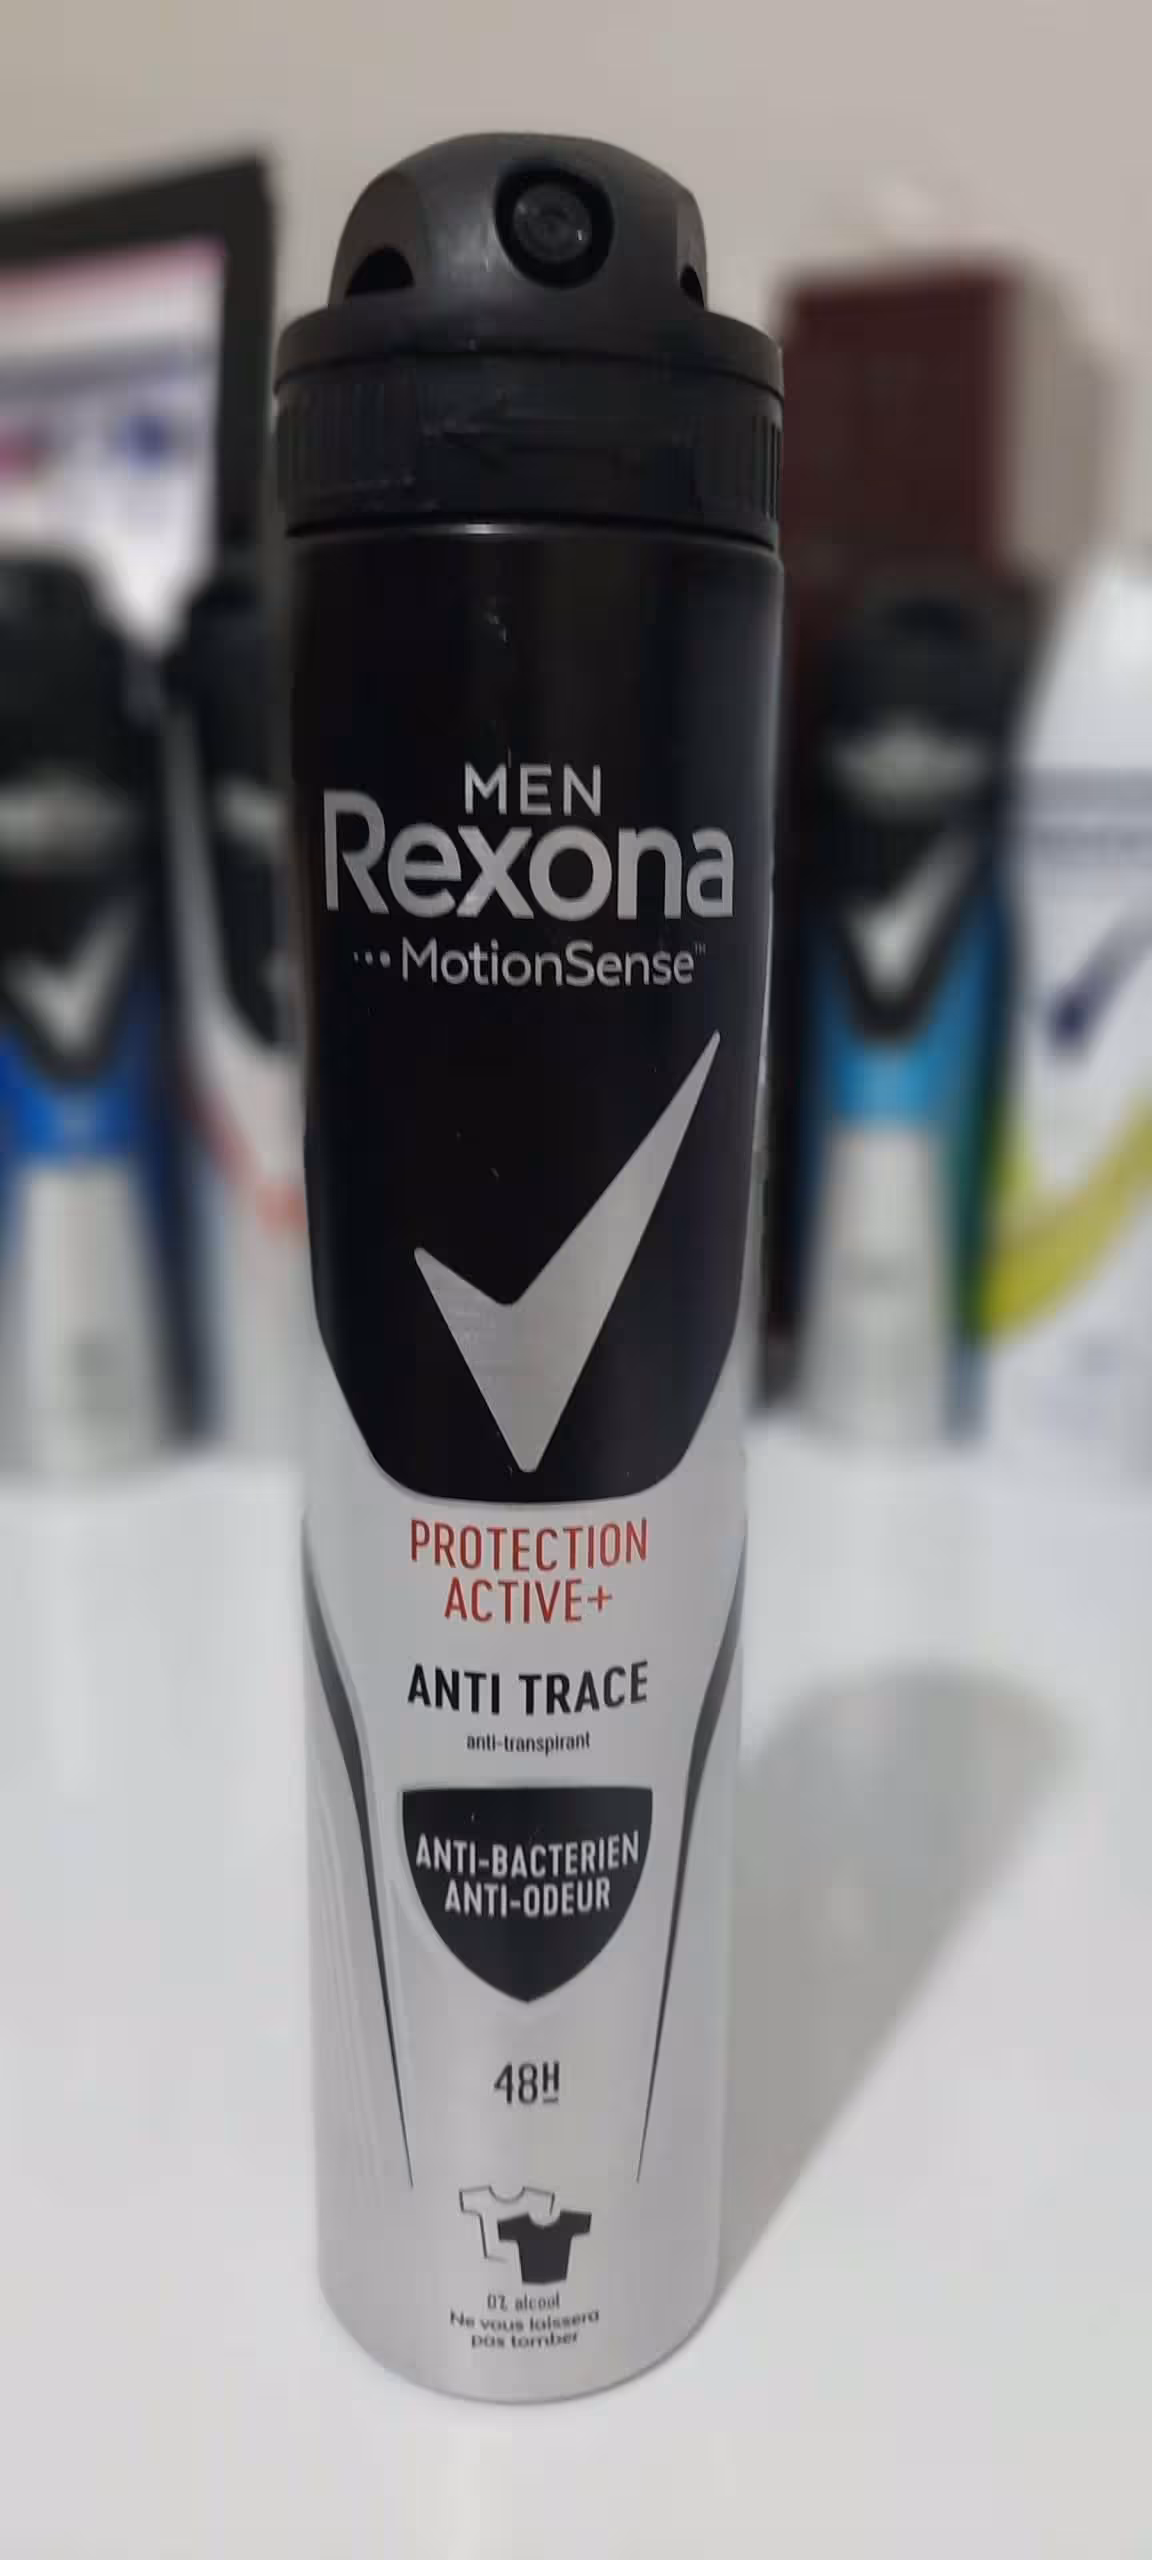 MEN
Rexona
MotionSense™
PROTECTION
ACTIVE+
ANTI TRACE
anti-transpirant
ANTI-BACTERIEN
ANTI-ODEUR
48H
0% alcool
Ne vous laissera
pas tomber